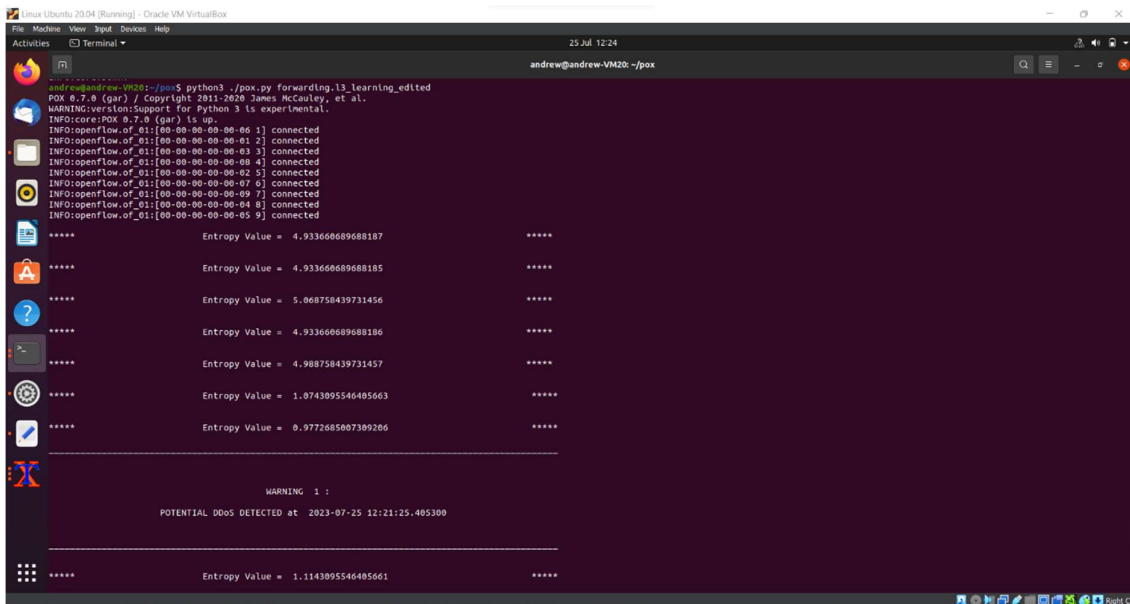 Linux Ubuntu 20.04 [Running] - Oracle VM VirtualBox
File Machine View Input Devices Help
Activities Terminal 25 Jul 12:24
andrew@andrew-VM20: ~/pox
andrew@andrew-VM20:~/pox$ python3 ./pox.py forwarding.l3_learning_edited
POX 0.7.0 (gar) / Copyright 2011-2020 James McCauley, et al.
WARNING:version:Support for Python 3 is experimental.
INFO:core:POX 0.7.0 (gar) is up.
INFO:openflow.of_01:[00-00-00-00-00-06 1] connected
INFO:openflow.of_01:[00-00-00-00-00-01 2] connected
INFO:openflow.of_01:[00-00-00-00-00-03 3] connected
INFO:openflow.of_01:[00-00-00-00-00-08 4] connected
INFO:openflow.of_01:[00-00-00-00-00-02 5] connected
INFO:openflow.of_01:[00-00-00-00-00-07 6] connected
INFO:openflow.of_01:[00-00-00-00-00-09 7] connected
INFO:openflow.of_01:[00-00-00-00-00-04 8] connected
INFO:openflow.of_01:[00-00-00-00-00-05 9] connected
***** Entropy Value = 4.933660689688187 *****
***** Entropy Value = 4.933660689688185 *****
***** Entropy Value = 5.068758439731456 *****
***** Entropy Value = 4.933660689688186 *****
***** Entropy Value = 4.988758439731457 *****
***** Entropy Value = 1.0743095546405663 *****
***** Entropy Value = 0.9772685007309206 *****
WARNING 1 :
POTENTIAL DDoS DETECTED at 2023-07-25 12:21:25.405300
***** Entropy Value = 1.1143095546405661 *****
Right C